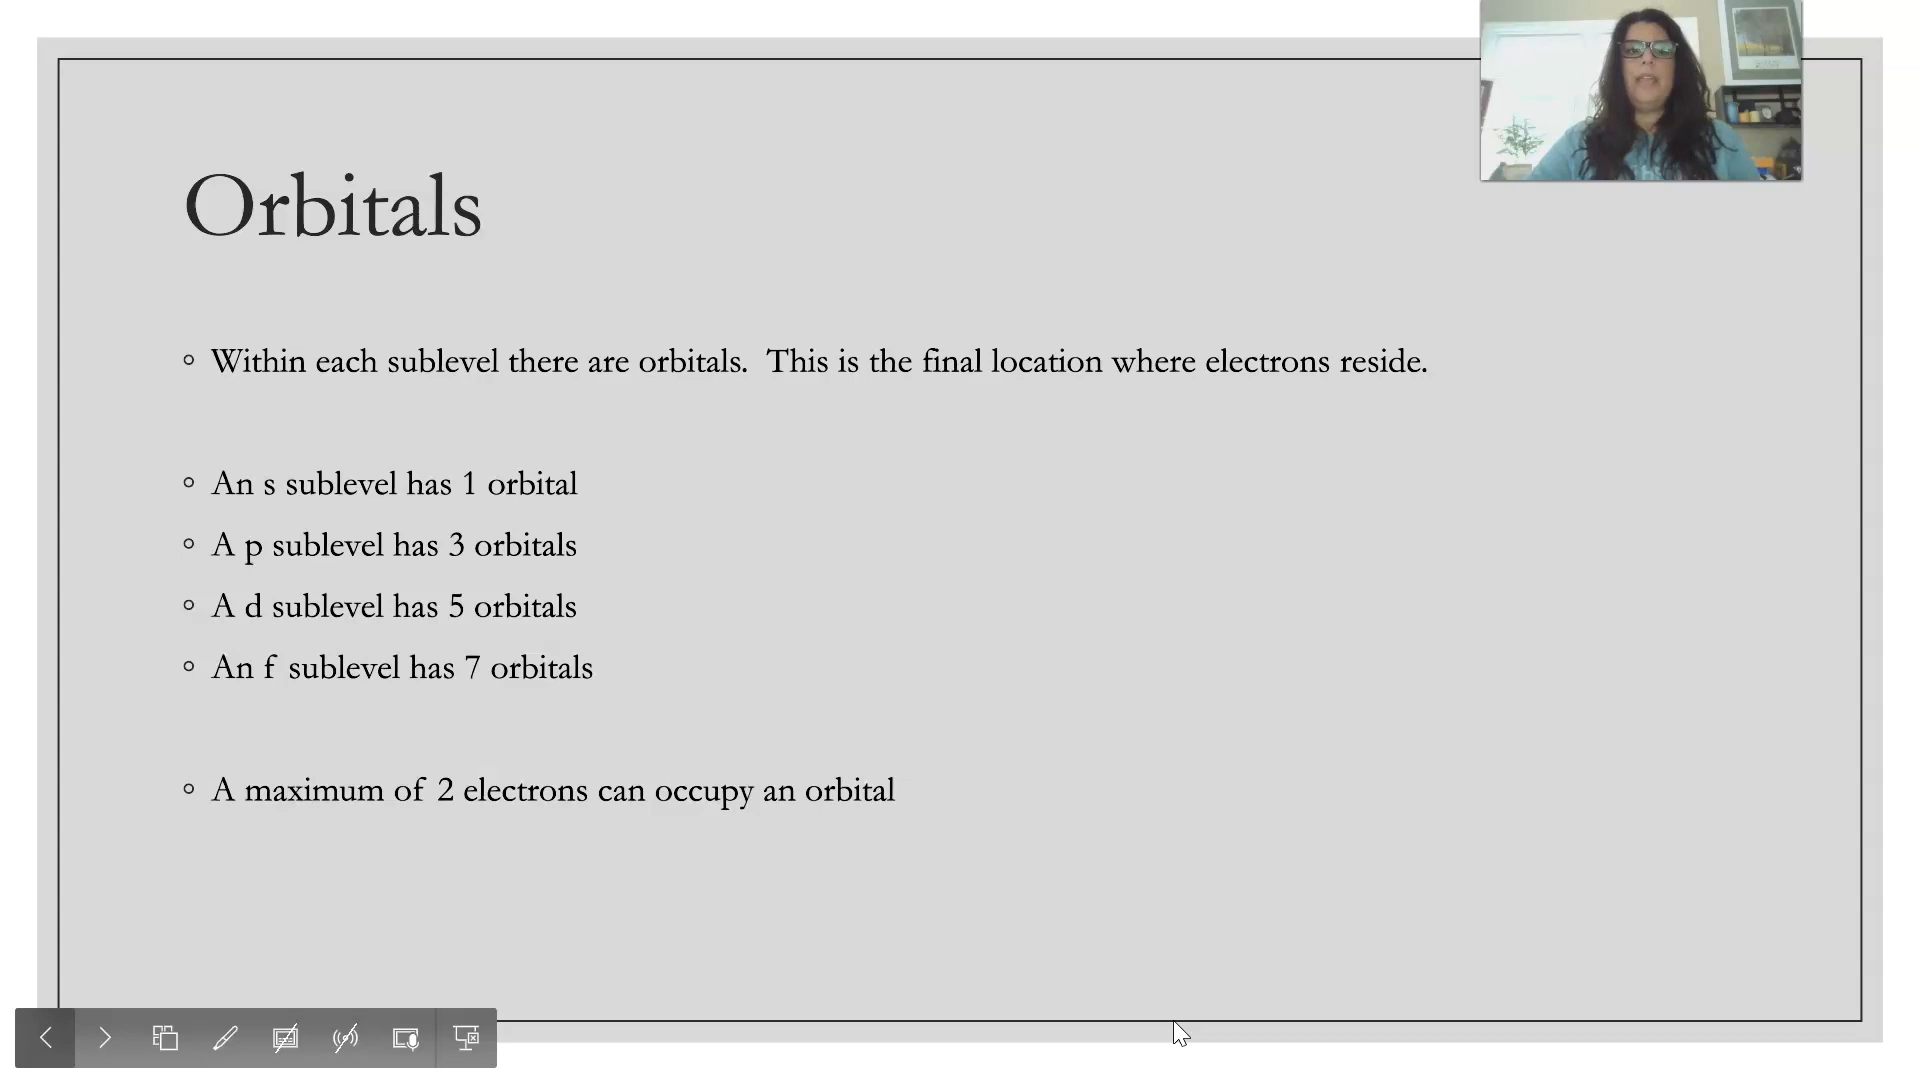 Orbitals
Within each sublevel there are orbitals.  This is the final location where electrons reside.
An s sublevel has 1 orbital
A p sublevel has 3 orbitals
A d sublevel has 5 orbitals
An f sublevel has 7 orbitals
A maximum of 2 electrons can occupy an orbital